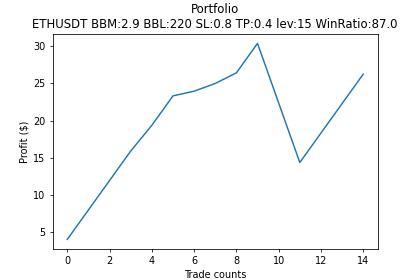 Portfolio
ETHUSDT BBM:2.9 BBL:220 SL:0.8 TP:0.4 lev:15 WinRatio:87.0
30
25
20
15
10
5
Profit ($)
0 2 4 6 8 10 12 14
Trade counts